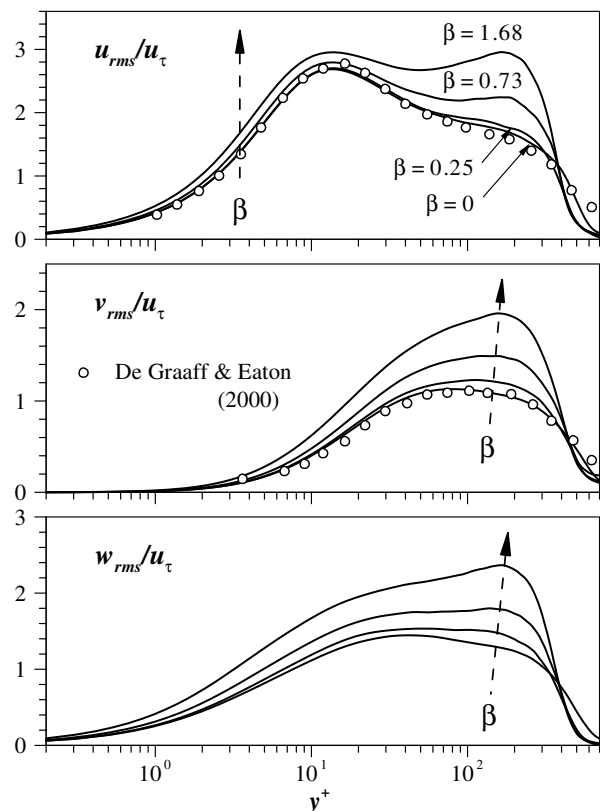 u_rms/u_τ
β = 1.68
β = 0.73
β = 0.25
β = 0
β
3
2
1
0
v_rms/u_τ
De Graaff & Eaton
(2000)
β
2
1
0
w_rms/u_τ
β
3
2
1
0
10^0
10^1
10^2
y^+